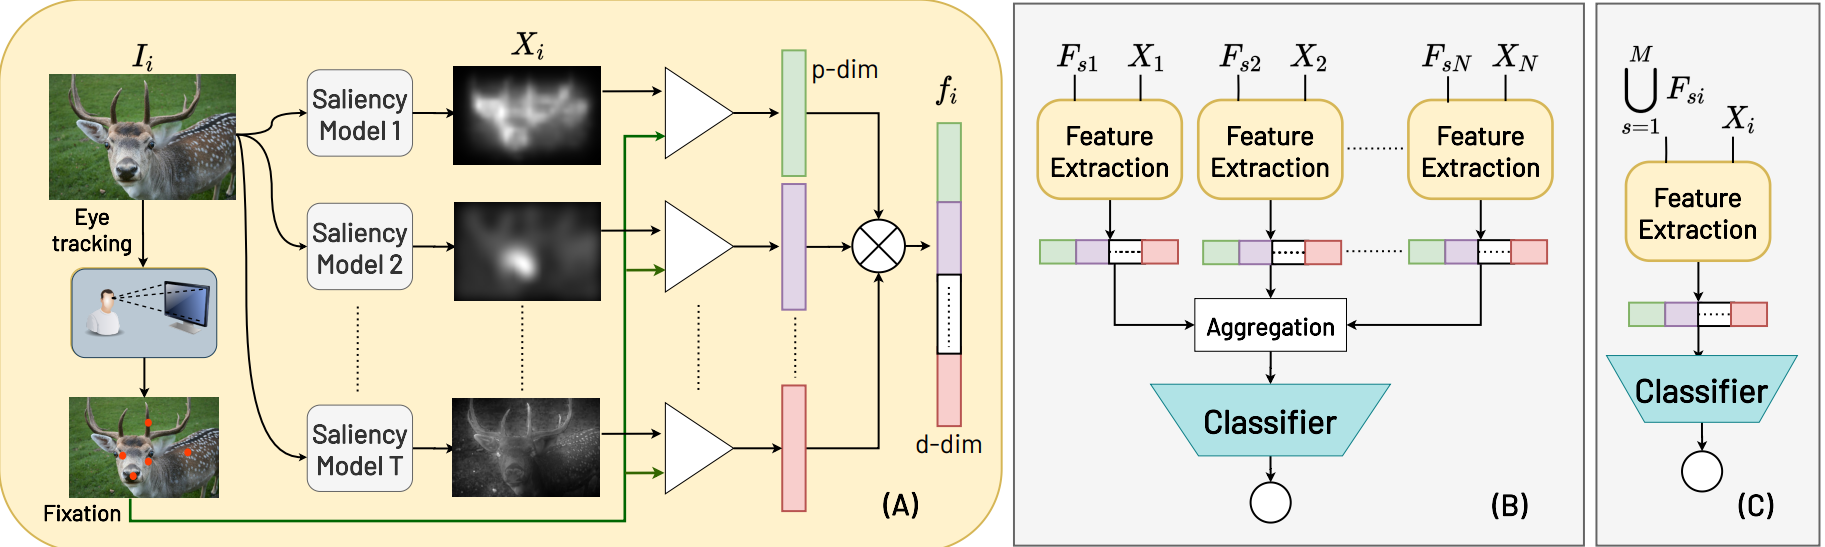 I_i
Eye
tracking
Fixation
Saliency
Model 1
Saliency
Model 2
Saliency
Model T
X_i
p-dim
f_i
d-dim
(A)
F_{s1} X_1 F_{s2} X_2 F_{sN} X_N
Feature
Extraction
Feature
Extraction
Feature
Extraction
Aggregation
Classifier
(B)
M
⋃ F_{si}
s=1
X_i
Feature
Extraction
Classifier
(C)